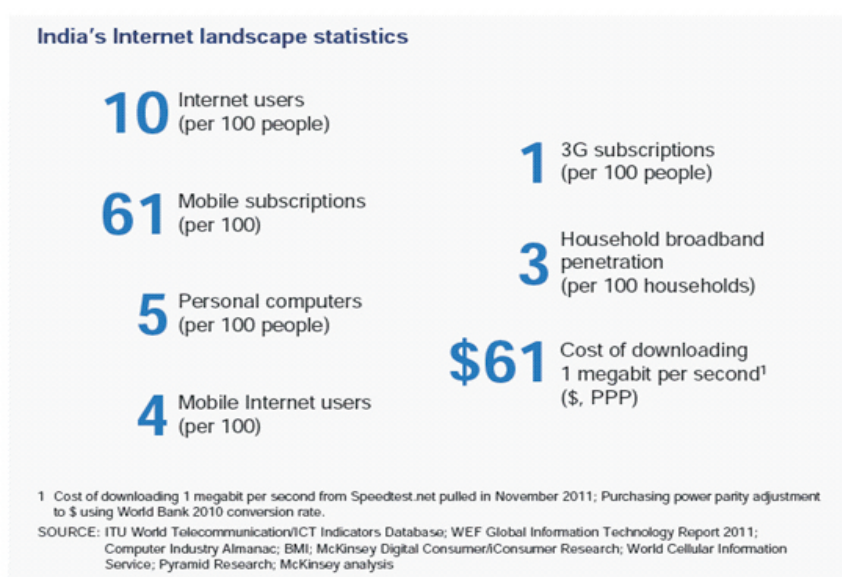 India's Internet landscape statistics
10 Internet users
(per 100 people)
61 Mobile subscriptions
(per 100)
5 Personal computers
(per 100 people)
4 Mobile Internet users
(per 100)
1 3G subscriptions
(per 100 people)
3 Household broadband
penetration
(per 100 households)
$61 Cost of downloading
1 megabit per second¹
($, PPP)
1 Cost of downloading 1 megabit per second from Speedtest.net pulled in November 2011; Purchasing power parity adjustment
to $ using World Bank 2010 conversion rate.
SOURCE: ITU World Telecommunication/ICT Indicators Database; WEF Global Information Technology Report 2011;
Computer Industry Almanac; BMI; McKinsey Digital Consumer/iConsumer Research; World Cellular Information
Service; Pyramid Research; McKinsey analysis